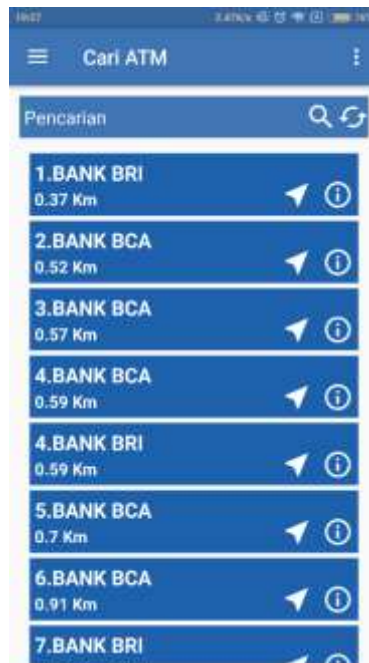 Cari ATM
Pencarian
1.BANK BRI
0.37 Km
2.BANK BCA
0.52 Km
3.BANK BCA
0.57 Km
4.BANK BCA
0.59 Km
4.BANK BRI
0.59 Km
5.BANK BCA
0.7 Km
6.BANK BCA
0.91 Km
7.BANK BRI